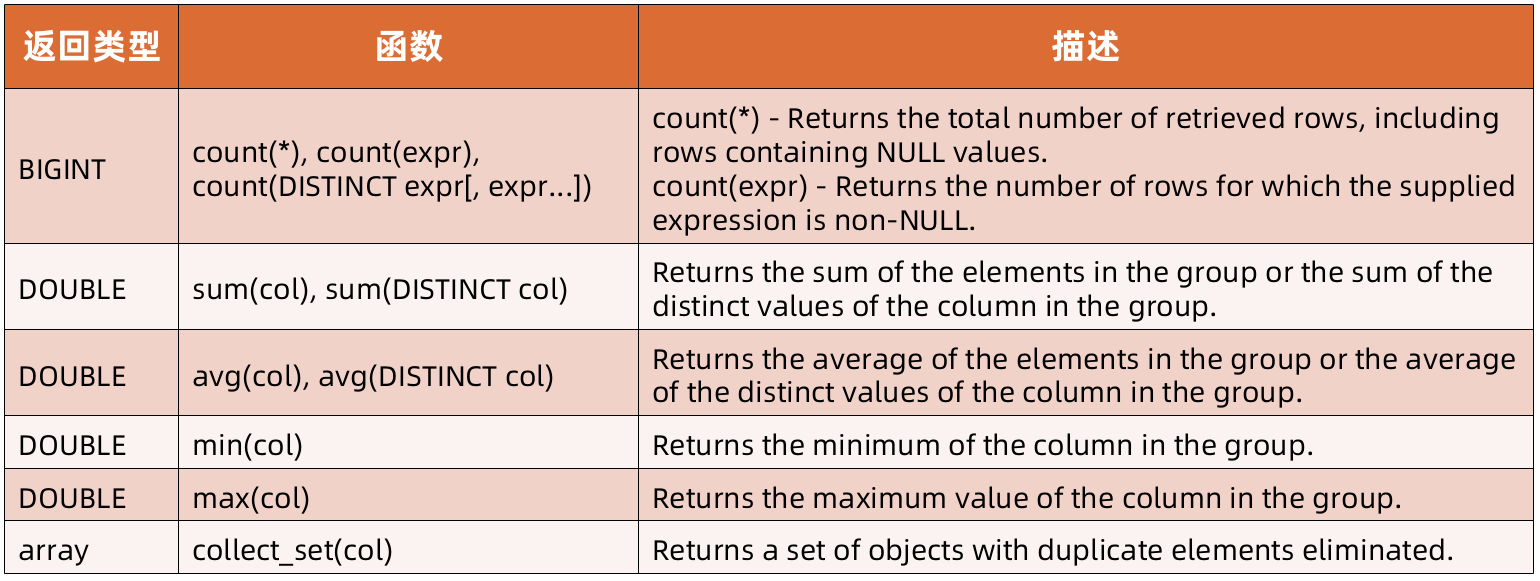 返回类型
函数
描述
BIGINT
count(*), count(expr),
count(DISTINCT expr[, expr...])
count(*) - Returns the total number of retrieved rows, including
rows containing NULL values.
count(expr) - Returns the number of rows for which the supplied
expression is non-NULL.
DOUBLE
sum(col), sum(DISTINCT col)
Returns the sum of the elements in the group or the sum of the
distinct values of the column in the group.
DOUBLE
avg(col), avg(DISTINCT col)
Returns the average of the elements in the group or the average
of the distinct values of the column in the group.
DOUBLE
min(col)
Returns the minimum of the column in the group.
DOUBLE
max(col)
Returns the maximum value of the column in the group.
array
collect_set(col)
Returns a set of objects with duplicate elements eliminated.